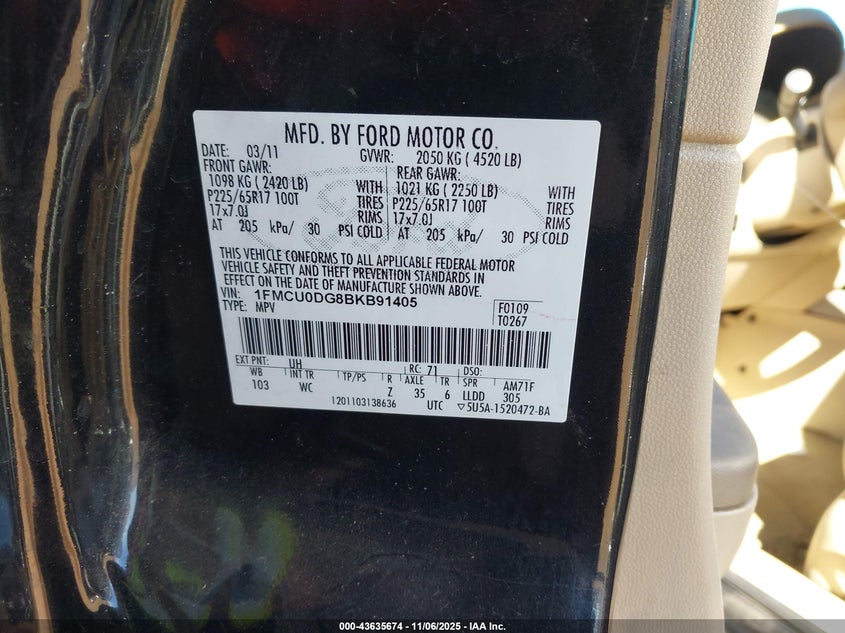 MFD. BY FORD MOTOR CO.
DATE: 03/11 GVWR: 2050 KG ( 4520 LB)
FRONT GAWR: REAR GAWR:
1098 KG ( 2420 LB) WITH 1021 KG ( 2250 LB) WITH
P225/65R17 100T TIRES P225/65R17 100T TIRES
17x7.0J RIMS 17x7.0J RIMS
AT 205 kPa/ 30 PSI COLD AT 205 kPa/ 30 PSI COLD
THIS VEHICLE CONFORMS TO ALL APPLICABLE FEDERAL MOTOR
VEHICLE SAFETY AND THEFT PREVENTION STANDARDS IN
EFFECT ON THE DATE OF MANUFACTURE SHOWN ABOVE.
VIN: 1FMCU0DG8BKB91405 F0109
TYPE: MPV T0267
EXT PNT: UH RC: 71 DSO:
WB INT TR TP/PS R AXLE TR SPR AM71F
103 WC Z 35 6 LLDD 305
1201103138636 UTC ▽5U5A-1520472-BA
Ford
000-43635674 | 11/06/2025 | IAA Inc.